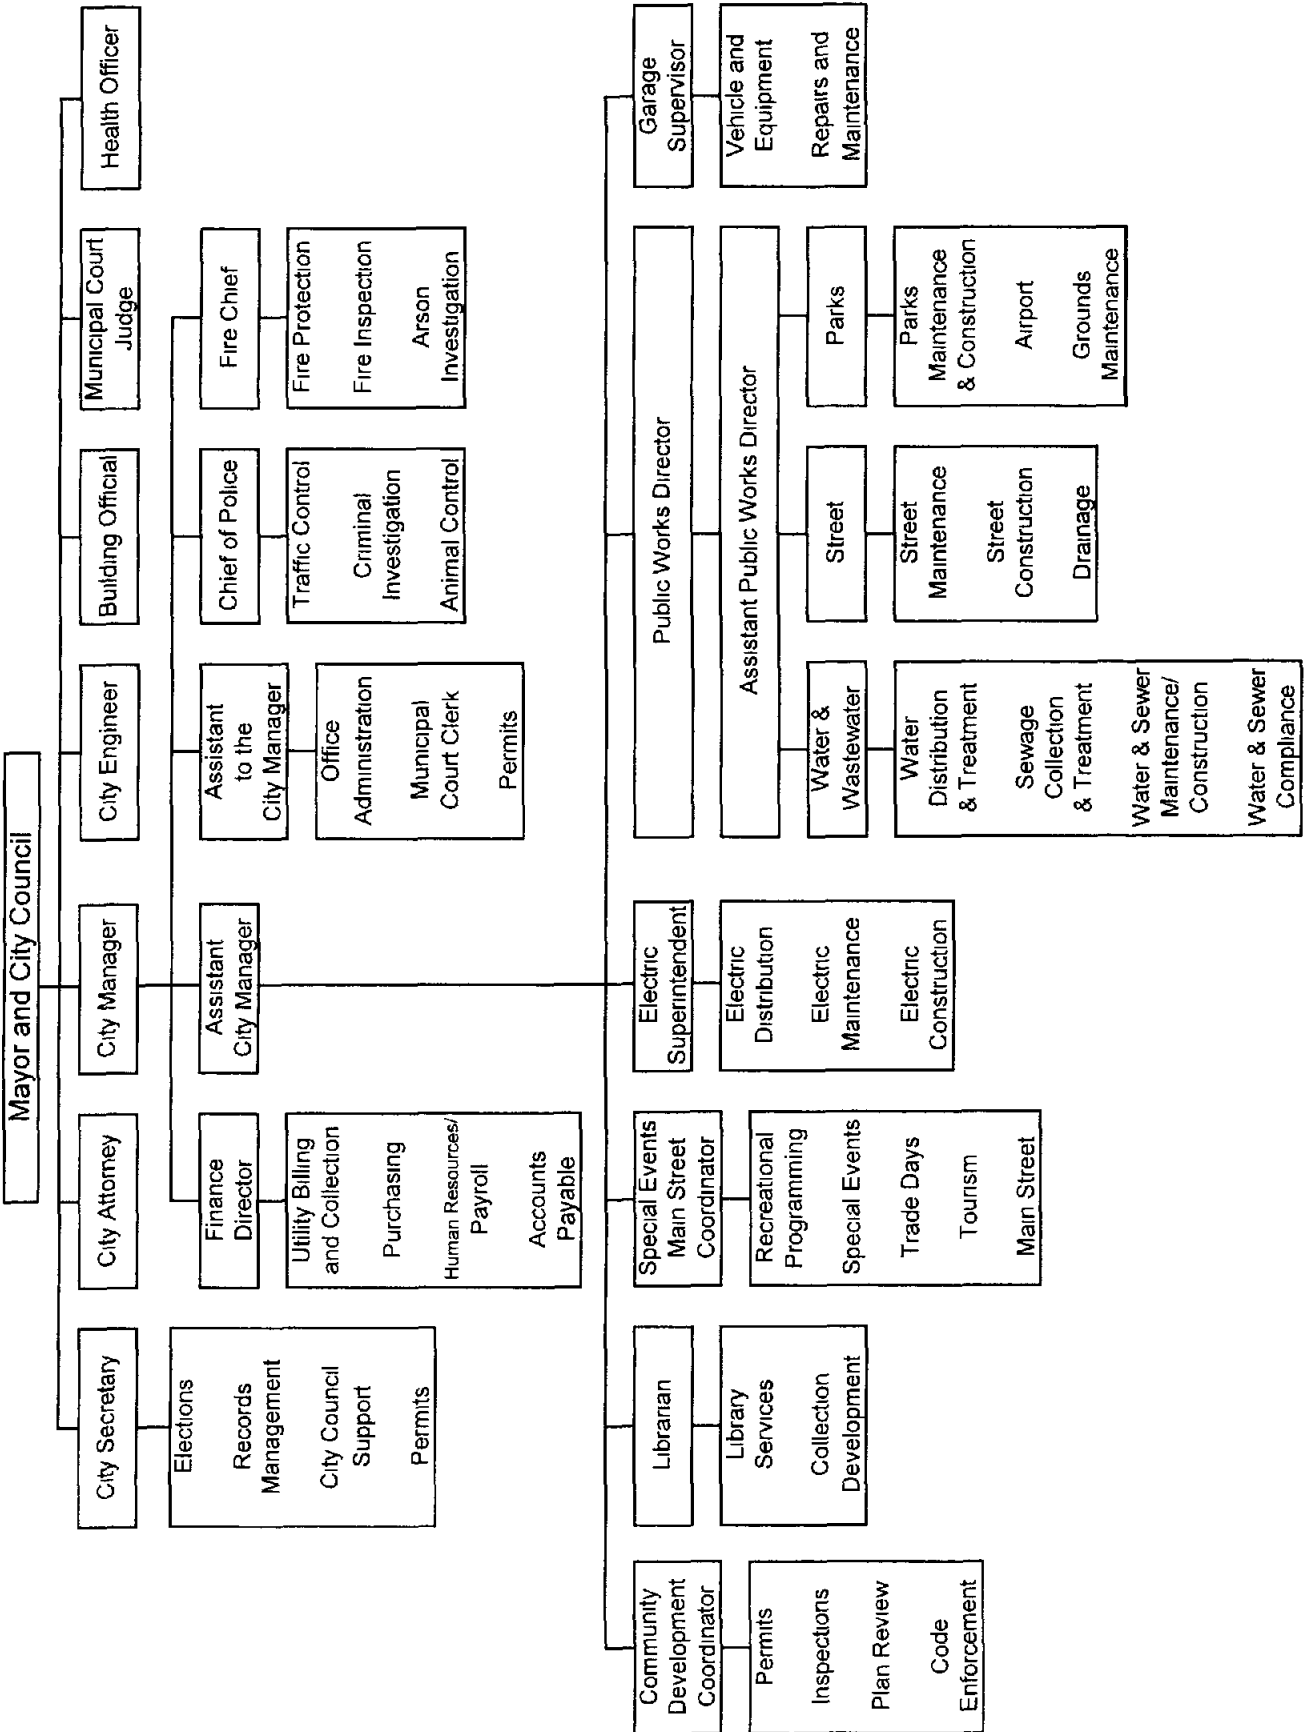 Mayor and City Council
City Secretary
City Attorney
City Manager
City Engineer
Building Official
Municipal Court
Judge
Health Officer
Elections
Records
Management
City Council
Support
Permits
Finance
Director
Utility Billing
and Collection
Purchasing
Human Resources/
Payroll
Accounts
Payable
Assistant
City Manager
Assistant
to the
City Manager
Office
Administration
Municipal
Court Clerk
Permits
Chief of Police
Traffic Control
Criminal
Investigation
Animal Control
Fire Chief
Fire Protection
Fire Inspection
Arson
Investigation
Community
Development
Coordinator
Permits
Inspections
Plan Review
Code
Enforcement
Librarian
Library
Services
Collection
Development
Special Events
Main Street
Coordinator
Recreational
Programming
Special Events
Trade Days
Tourism
Main Street
Electric
Superintendent
Electric
Distribution
Electric
Maintenance
Electric
Construction
Public Works Director
Assistant Public Works Director
Water &
Wastewater
Water
Distribution
& Treatment
Sewage
Collection
& Treatment
Water & Sewer
Maintenance/
Construction
Water & Sewer
Compliance
Street
Street
Maintenance
Street
Construction
Drainage
Parks
Parks
Maintenance
& Construction
Airport
Grounds
Maintenance
Garage
Supervisor
Vehicle and
Equipment
Repairs and
Maintenance